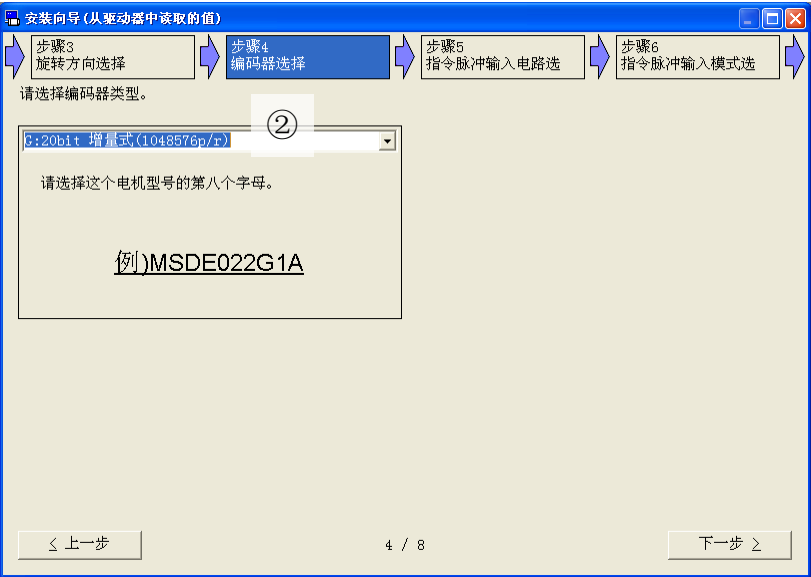 安装向导(从驱动器中读取的值)
步骤3
旋转方向选择
步骤4
编码器选择
步骤5
指令脉冲输入电路选
步骤6
指令脉冲输入模式选
请选择编码器类型。
②
G:20bit 增量式(1048576p/r)
请选择这个电机型号的第八个字母。
例)MSDE022G1A
< 上一步
4 / 8
下一步 >